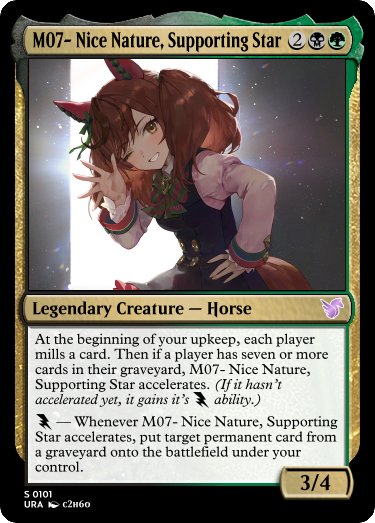 M07- Nice Nature, Supporting Star 2
Legendary Creature — Horse
At the beginning of your upkeep, each player
mills a card. Then if a player has seven or more
cards in their graveyard, M07- Nice Nature,
Supporting Star accelerates. (If it hasn't
accelerated yet, it gains it's ability.)
— Whenever M07- Nice Nature, Supporting
Star accelerates, put target permanent card from
a graveyard onto the battlefield under your
control.
3/4
S 0101
URA C2H60